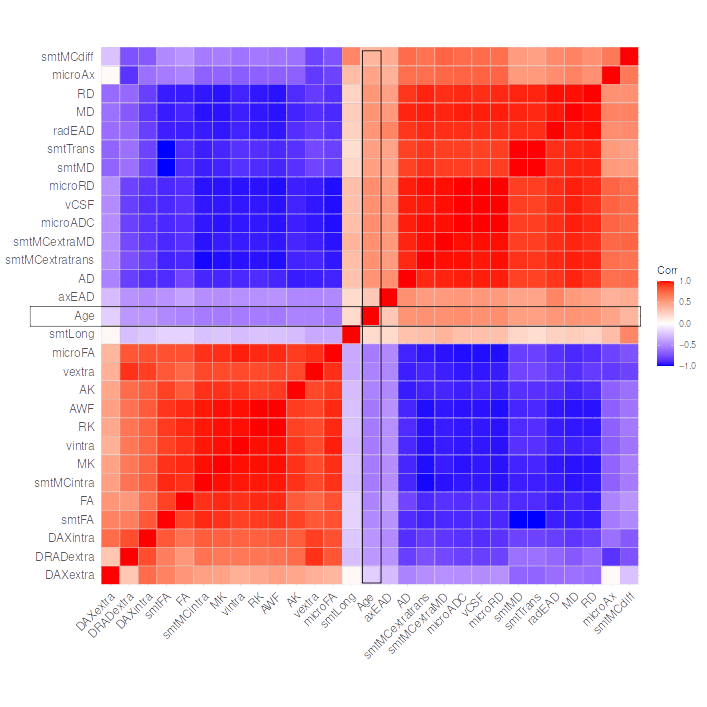 smtMCdiff
microAx
RD
MD
radEAD
smtTrans
smtMD
microRD
vCSF
microADC
smtMCextraMD
smtMCextratrans
AD
axEAD
Age
smtLong
microFA
vextra
AK
AWF
RK
vintra
MK
smtMCintra
FA
smtFA
DAXintra
DRADextra
DAXextra
Corr
1.0
0.5
0.0
−0.5
−1.0
DAXextra
DRADextra
DAXintra
smtFA
FA
smtMCintra
MK
vintra
RK
AWF
AK
vextra
microFA
smtLong
Age
axEAD
AD
smtMCextratrans
smtMCextraMD
microADC
vCSF
microRD
smtMD
smtTrans
radEAD
MD
RD
microAx
smtMCdiff